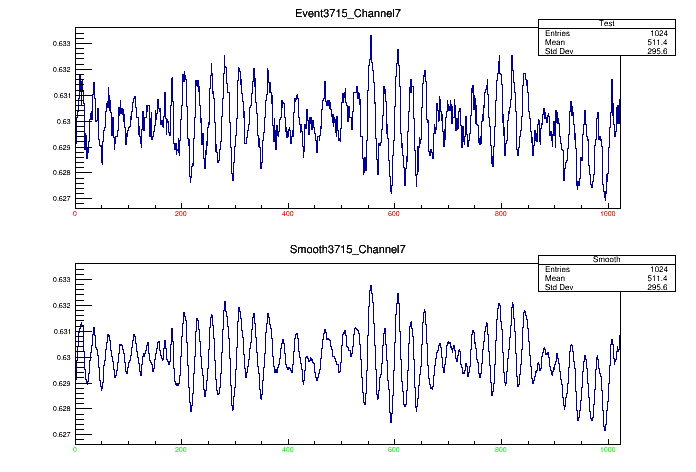 Event3715_Channel7
Test
Entries 1024
Mean 511.4
Std Dev 295.6
0.633
0.632
0.631
0.63
0.629
0.628
0.627
0 200 400 600 800 1000
Smooth3715_Channel7
Smooth
Entries 1024
Mean 511.4
Std Dev 295.6
0.633
0.632
0.631
0.63
0.629
0.628
0.627
0 200 400 600 800 1000